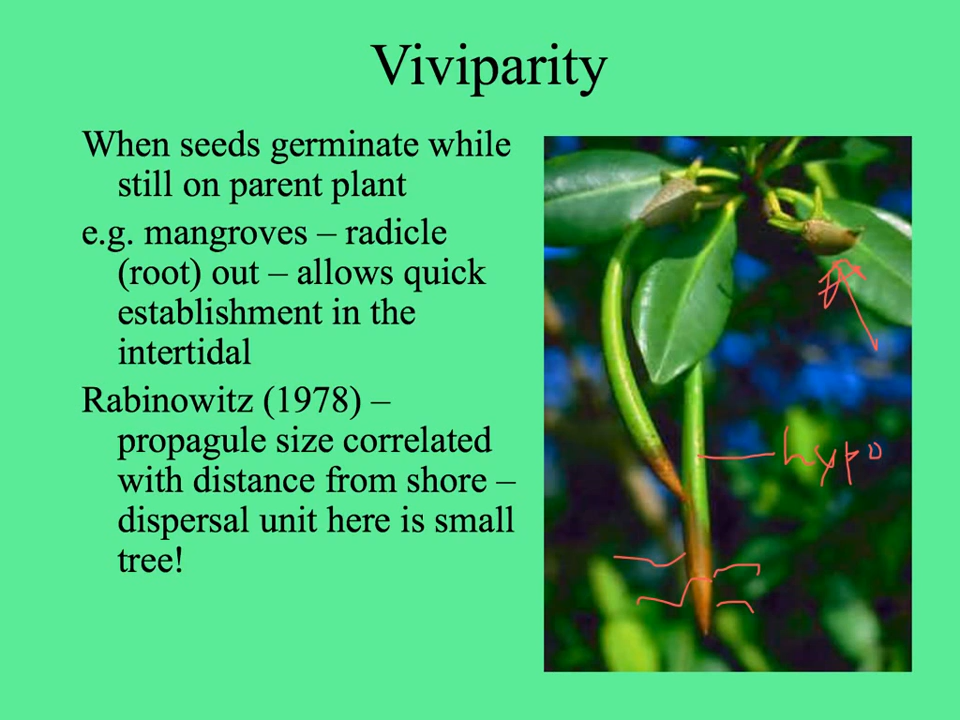 Viviparity
When seeds germinate while
still on parent plant
e.g. mangroves – radicle
(root) out – allows quick
establishment in the
intertidal
Rabinowitz (1978) –
propagule size correlated
with distance from shore –
dispersal unit here is small
tree!
hypo